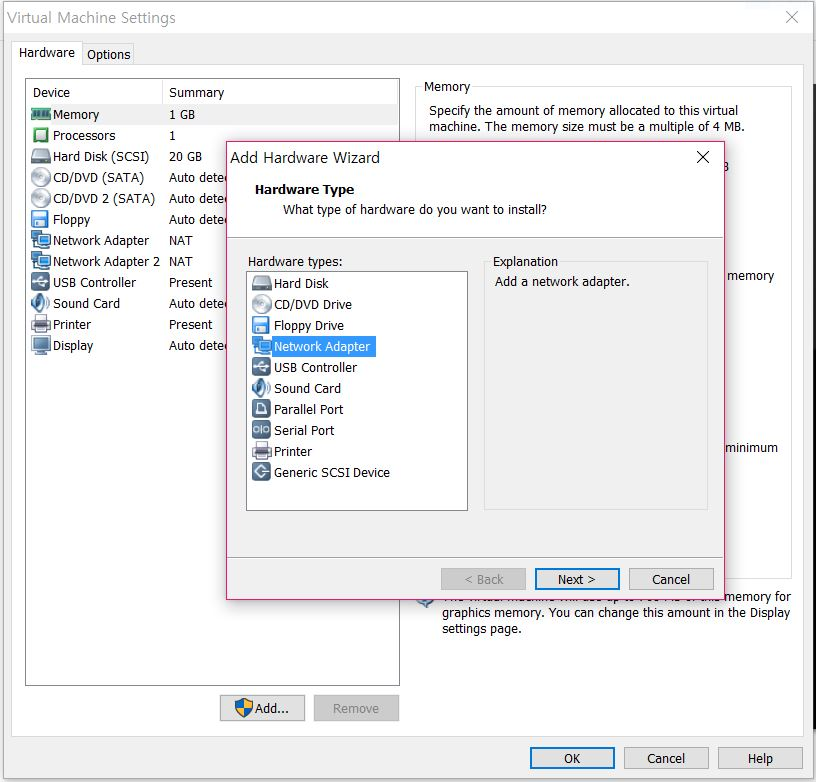 Virtual Machine Settings
Hardware
Options
Device Summary
Memory 1 GB
Processors 1
Hard Disk (SCSI) 20 GB
CD/DVD (SATA) Auto dete
CD/DVD 2 (SATA) Auto dete
Floppy Auto dete
Network Adapter NAT
Network Adapter 2 NAT
USB Controller Present
Sound Card Auto dete
Printer Present
Display Auto dete
Add...
Remove
Memory
Specify the amount of memory allocated to this virtual
machine. The memory size must be a multiple of 4 MB.
memory
minimum
memory for
graphics memory. You can change this amount in the Display
settings page.
Add Hardware Wizard
Hardware Type
What type of hardware do you want to install?
Hardware types:
Hard Disk
CD/DVD Drive
Floppy Drive
Network Adapter
USB Controller
Sound Card
Parallel Port
Serial Port
Printer
Generic SCSI Device
Explanation
Add a network adapter.
< Back
Next >
Cancel
OK
Cancel
Help